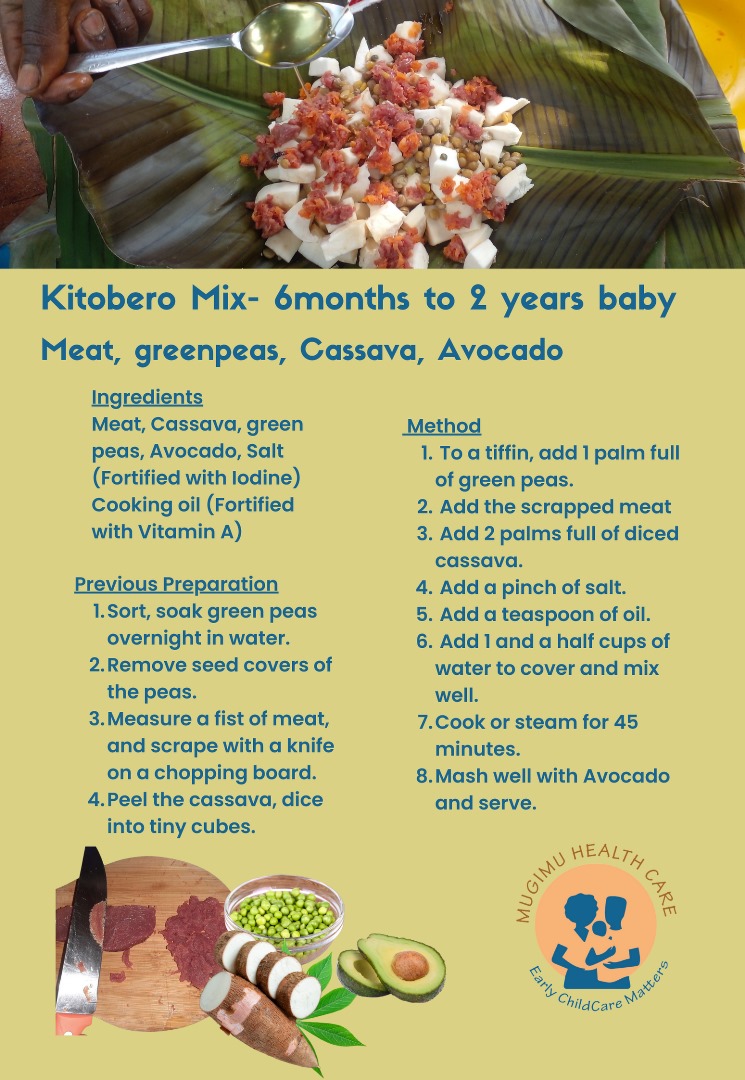 Kitobero Mix- 6months to 2 years baby
Meat, greenpeas, Cassava, Avocado
Ingredients
Meat, Cassava, green
peas, Avocado, Salt
(Fortified with Iodine)
Cooking oil (Fortified
with Vitamin A)
Previous Preparation
1. Sort, soak green peas
overnight in water.
2. Remove seed covers of
the peas.
3. Measure a fist of meat,
and scrape with a knife
on a chopping board.
4. Peel the cassava, dice
into tiny cubes.
Method
1. To a tiffin, add 1 palm full
of green peas.
2. Add the scrapped meat
3. Add 2 palms full of diced
cassava.
4. Add a pinch of salt.
5. Add a teaspoon of oil.
6. Add 1 and a half cups of
water to cover and mix
well.
7. Cook or steam for 45
minutes.
8. Mash well with Avocado
and serve.
MUGIMU HEALTH CARE
Early ChildCare Matters